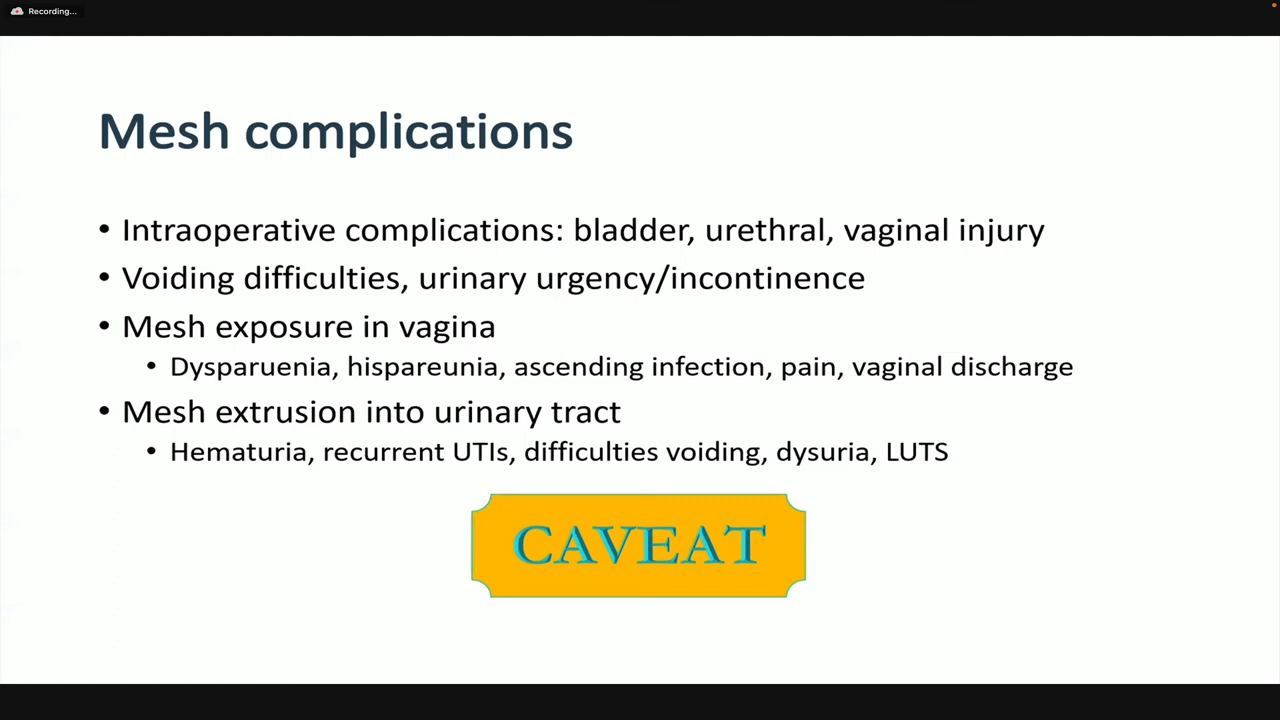 Recording...
Mesh complications
• Intraoperative complications: bladder, urethral, vaginal injury
• Voiding difficulties, urinary urgency/incontinence
• Mesh exposure in vagina
• Dysparuenia, hispareunia, ascending infection, pain, vaginal discharge
• Mesh extrusion into urinary tract
• Hematuria, recurrent UTIs, difficulties voiding, dysuria, LUTS
CAVEAT